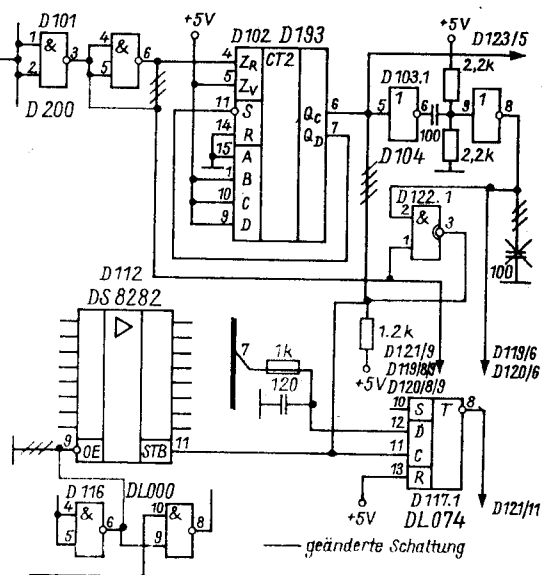 D101
+5V
D102 D193
+5V
D123/5
1
2
&
3
4
5
&
6
D200
4
5
11
14
15
1
10
9
ZR
ZV
S
R
A
B
C
D
CT2
QC
QD
6
7
2,2k
D103.1
5
1
6
100
9
1
8
D104
2,2k
D122.1
2
1
&
3
100
D112
DS8282
9
OE
STB
11
7
1k
120
1.2k
+5V
D121/9
D119/8/9
D120/8/9
D119/6
D120/6
10
12
11
13
S
D
C
R
T
8
+5V
D117.1
DL074
D121/11
D116
DL000
4
5
&
6
10
9
&
8
geänderte Schaltung